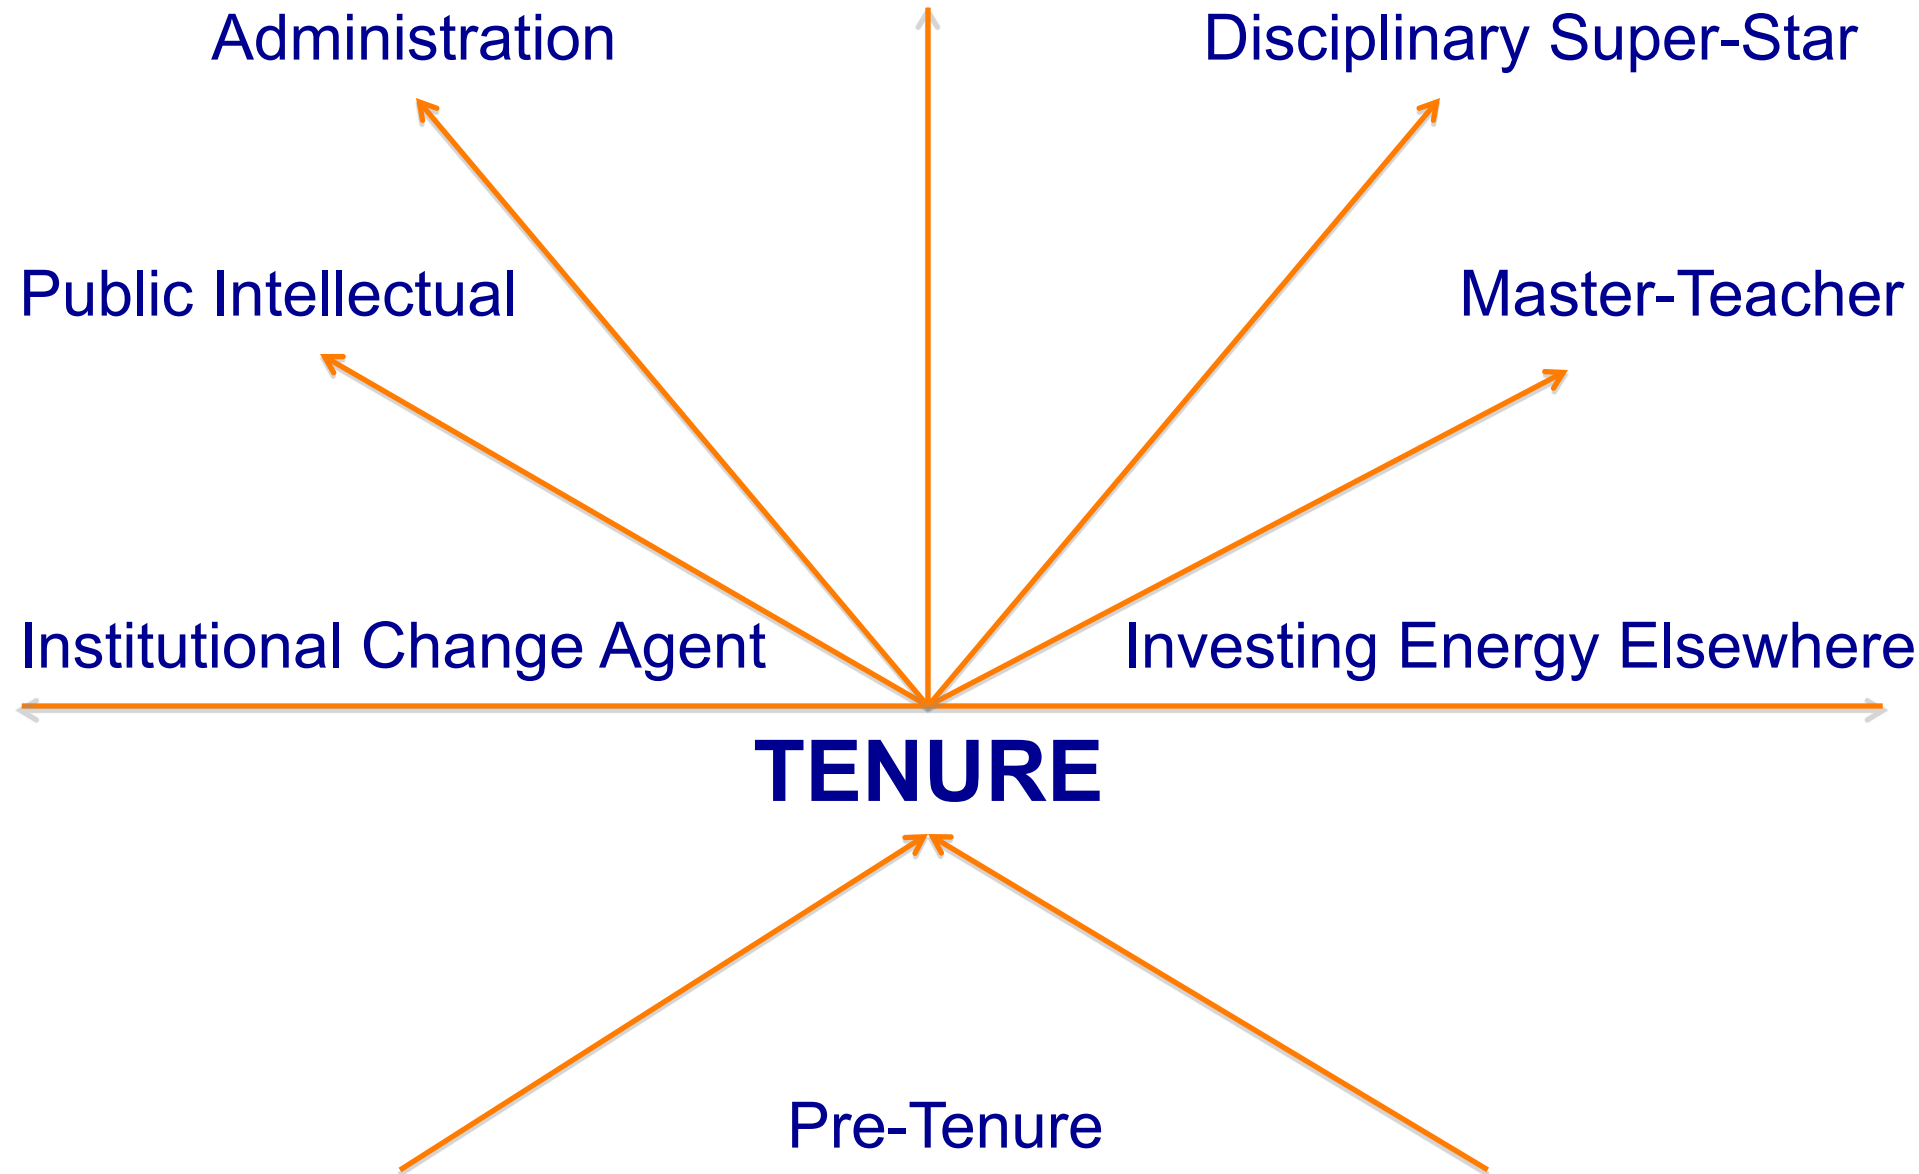 Administration
Disciplinary Super-Star
Public Intellectual
Master-Teacher
Institutional Change Agent
Investing Energy Elsewhere
TENURE
Pre-Tenure